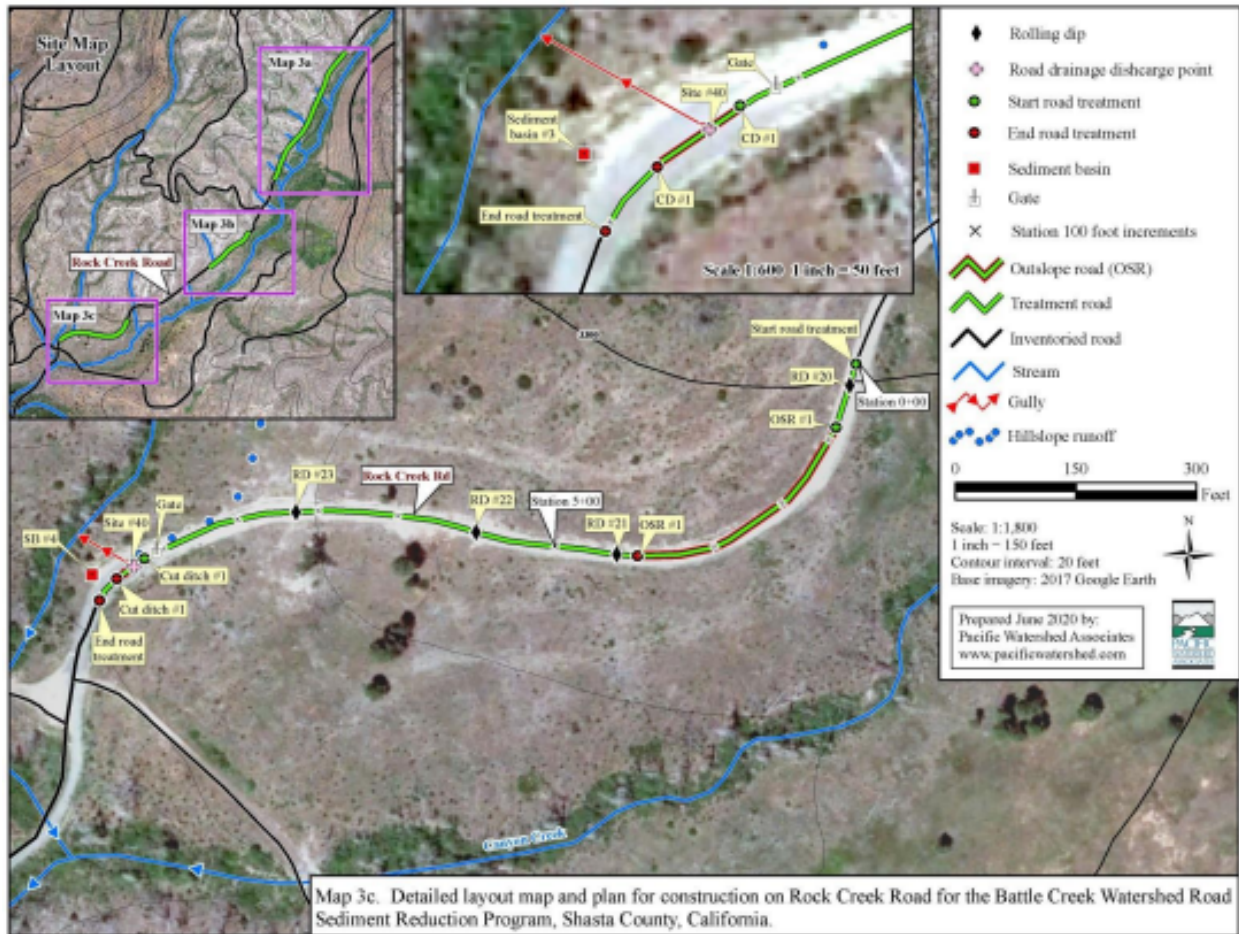 Site Map
Layout
Map 3a
Map 3b
Rock Creek Road
Map 3c
Gate
Site #40
Sediment
basin #3
CD #1
CD #1
End road treatment
Scale 1:600 1 inch = 50 feet
Rolling dip
Road drainage dishcarge point
Start road treatment
End road treatment
Sediment basin
Gate
Station 100 foot increments
Outslope road (OSR)
Treatment road
Inventoried road
Stream
Gully
Hillslope runoff
0 150 300
Feet
Scale: 1:1,800
1 inch = 150 feet
Contour interval: 20 feet
Base imagery: 2017 Google Earth
N
Prepared June 2020 by:
Pacific Watershed Associates
www.pacificwatershed.com
PACIFIC
WATERSHED
ASSOCIATES
Start road treatment
RD #20
Station 0+00
OSR #1
RD #23
Rock Creek Rd
RD #22
Station 5+00
RD #21
OSR #1
Gate
Site #40
SB #4
Cut ditch #1
Cut ditch #1
End road
treatment
Canyon Creek
Map 3c. Detailed layout map and plan for construction on Rock Creek Road for the Battle Creek Watershed Road
Sediment Reduction Program, Shasta County, California.